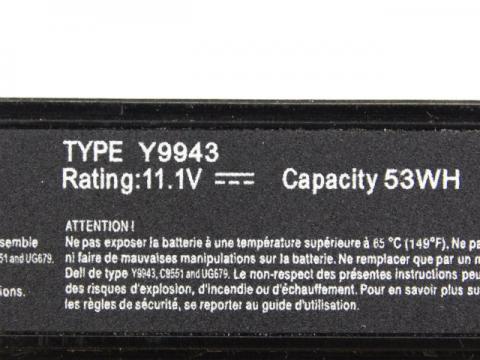 TYPE Y9943
Rating:11.1V Capacity 53WH
ATTENTION!
Ne pas exposer la batterie à une température supérieure à 65 °C (149°F). Ne pa
ni faire de mauvaises manipulations sur la batterie. Ne remplacer que par un m
Dell de type Y9943, C9551 and UG679. Le non-respect des présentes instructions peu
des risques d'explosion, d'incendie ou d'échauffement. Pour en savoir plus sur
les règles de sécurité, se reporter au guide d'utilisation.
semble
551 and UG679.
ions.